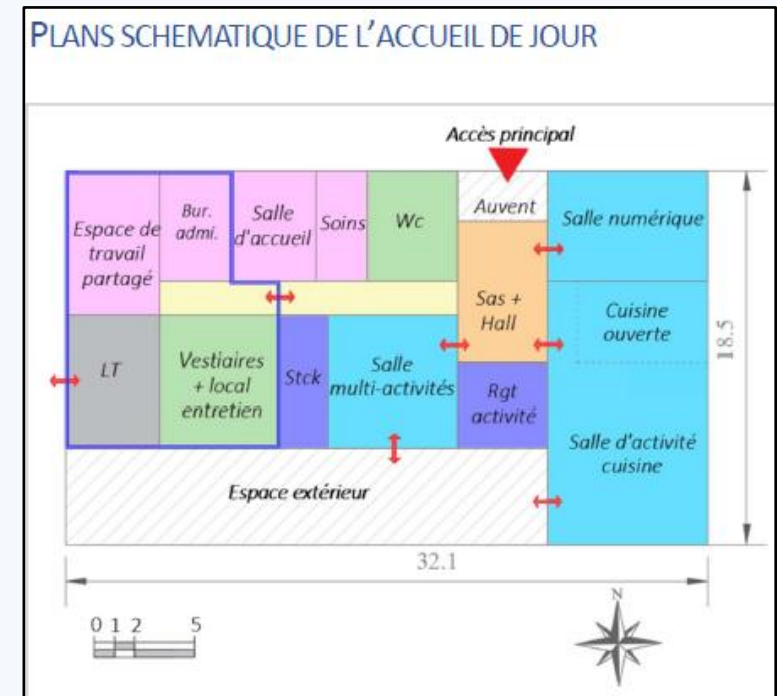 PLANS SCHEMATIQUE DE L'ACCUEIL DE JOUR
Accès principal
Espace de
travail
partagé
Bur.
admi.
Salle
d'accueil
Soins
Wc
Auvent
Salle numérique
Sas +
Hall
Cuisine
ouverte
18.5
LT
Vestiaires
+ local
entretien
Stck
Salle
multi-activités
Rgt
activité
Salle d'activité
cuisine
Espace extérieur
32.1
0 1 2 5
N